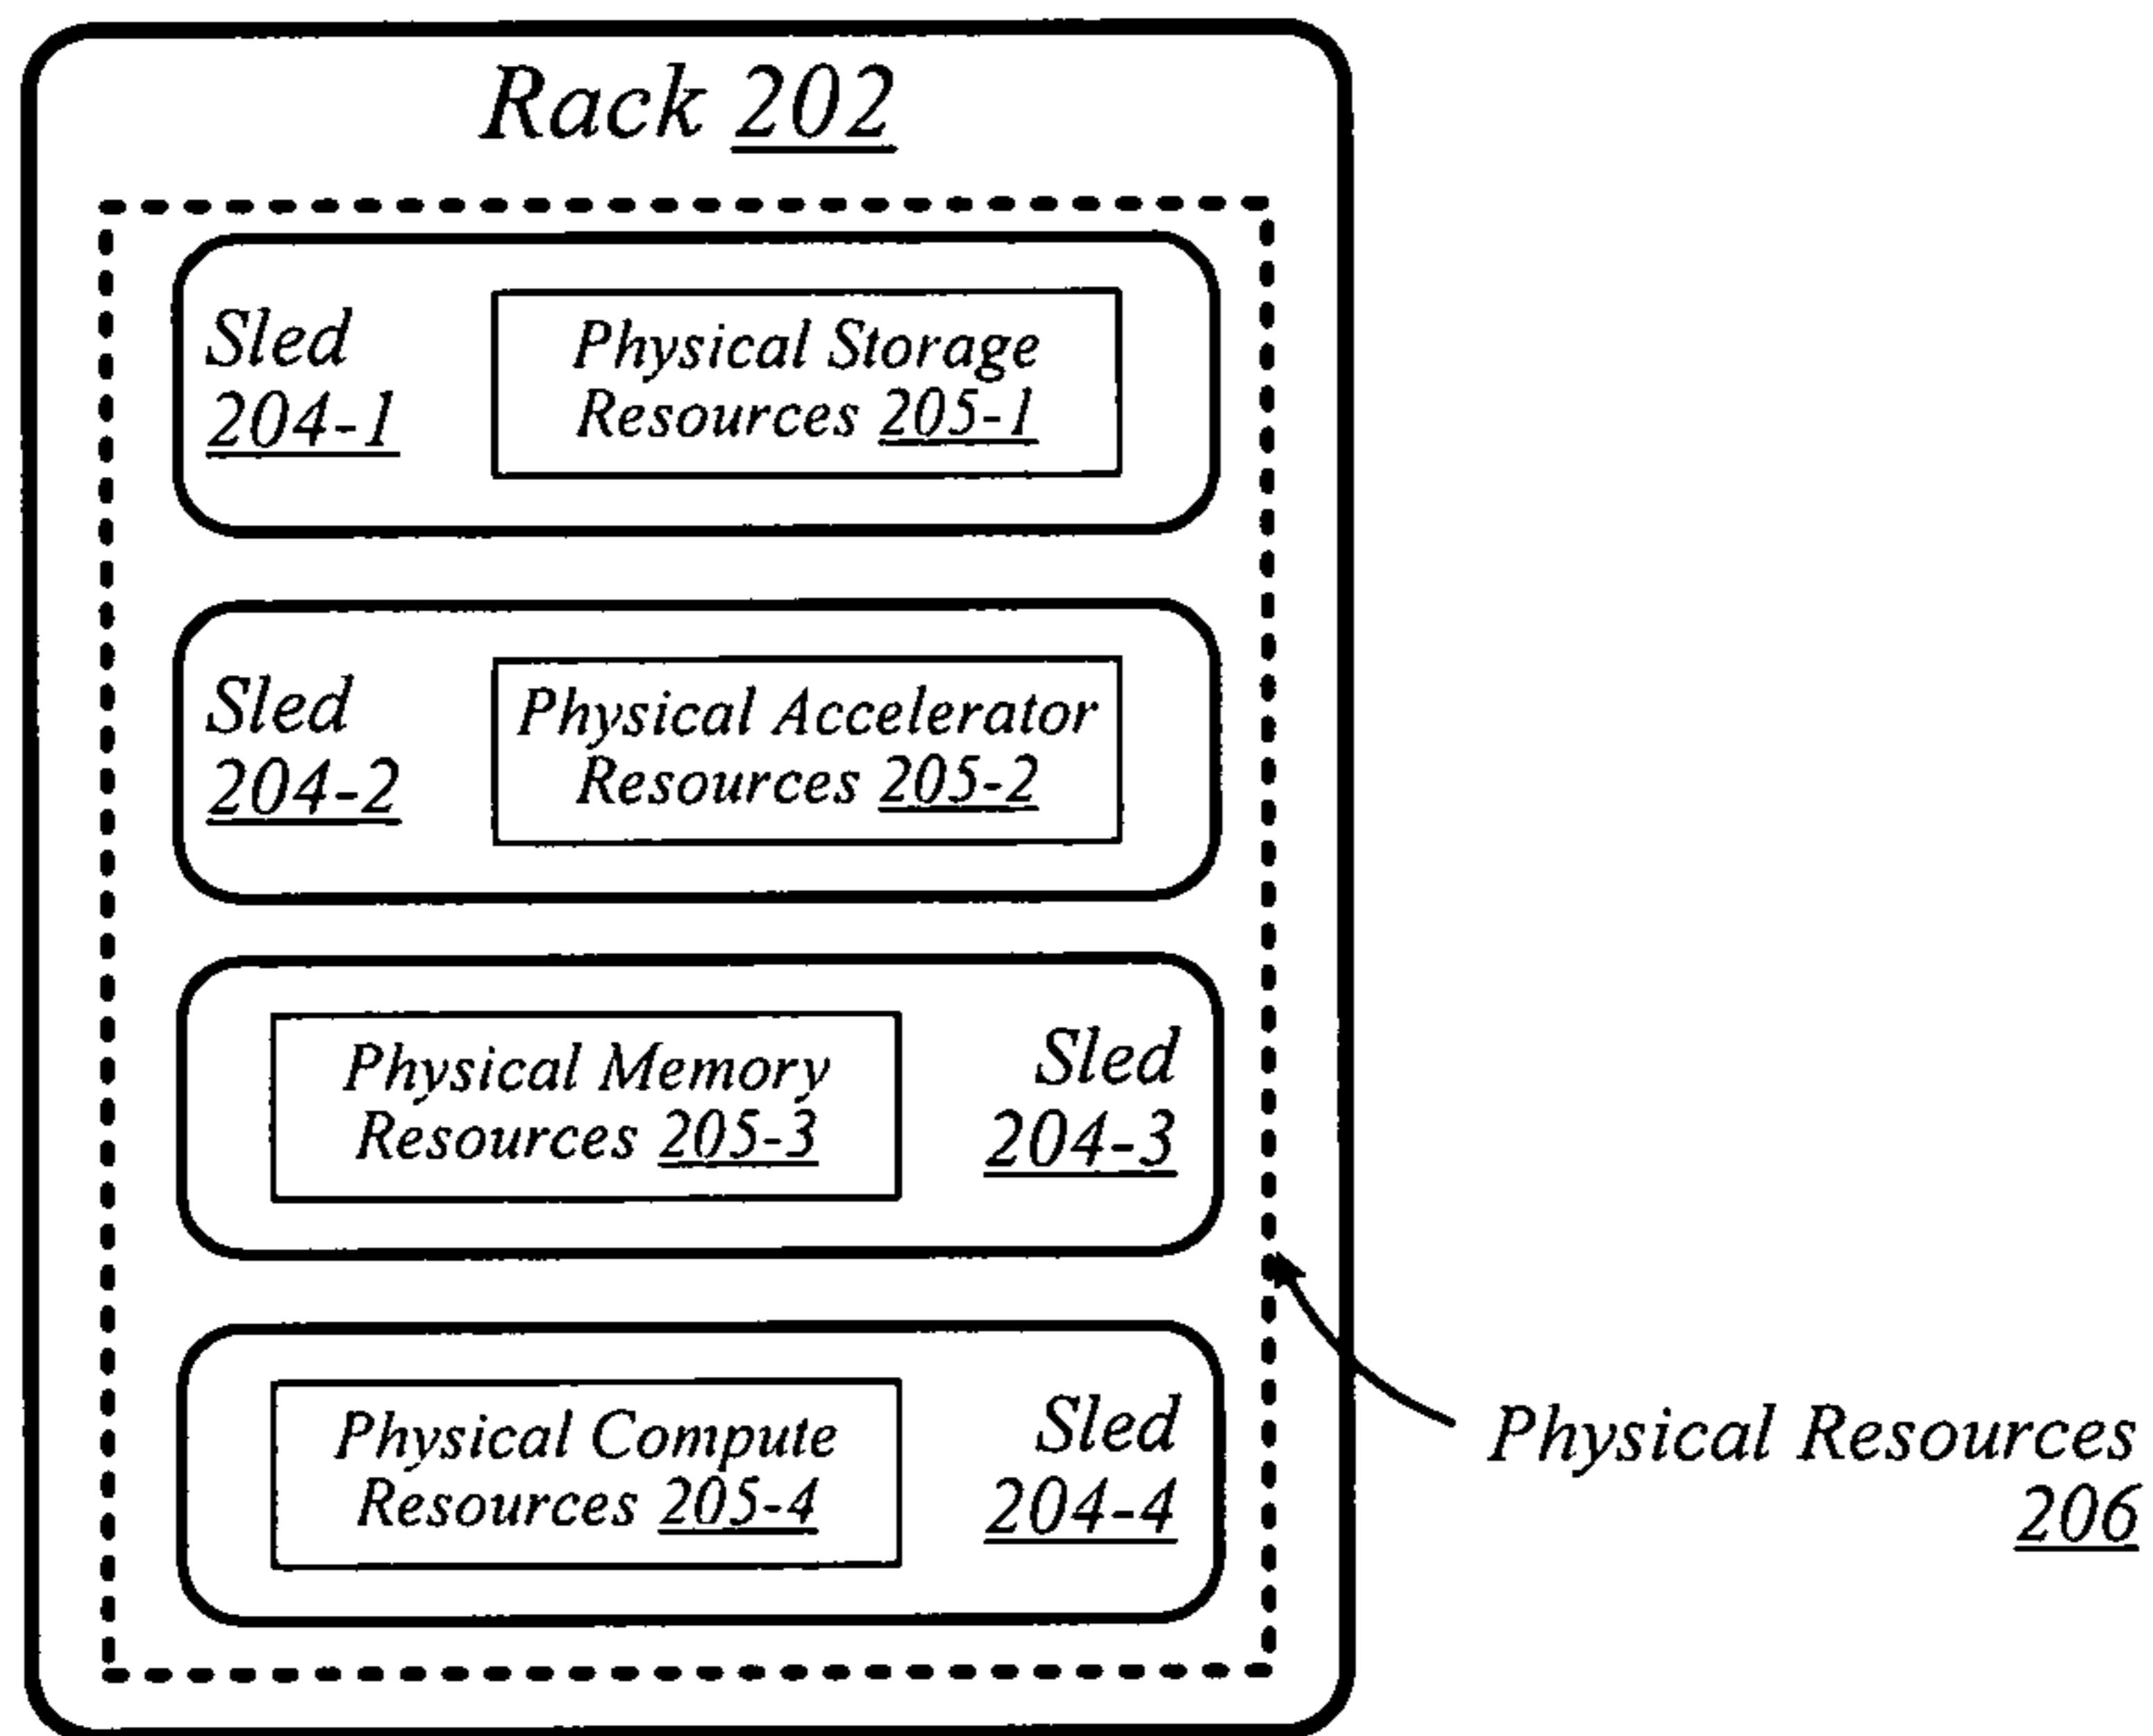 Rack 202
Sled
204-1
Physical Storage
Resources 205-1
Sled
204-2
Physical Accelerator
Resources 205-2
Physical Memory
Resources 205-3
Sled
204-3
Physical Compute
Resources 205-4
Sled
204-4
Physical Resources
206